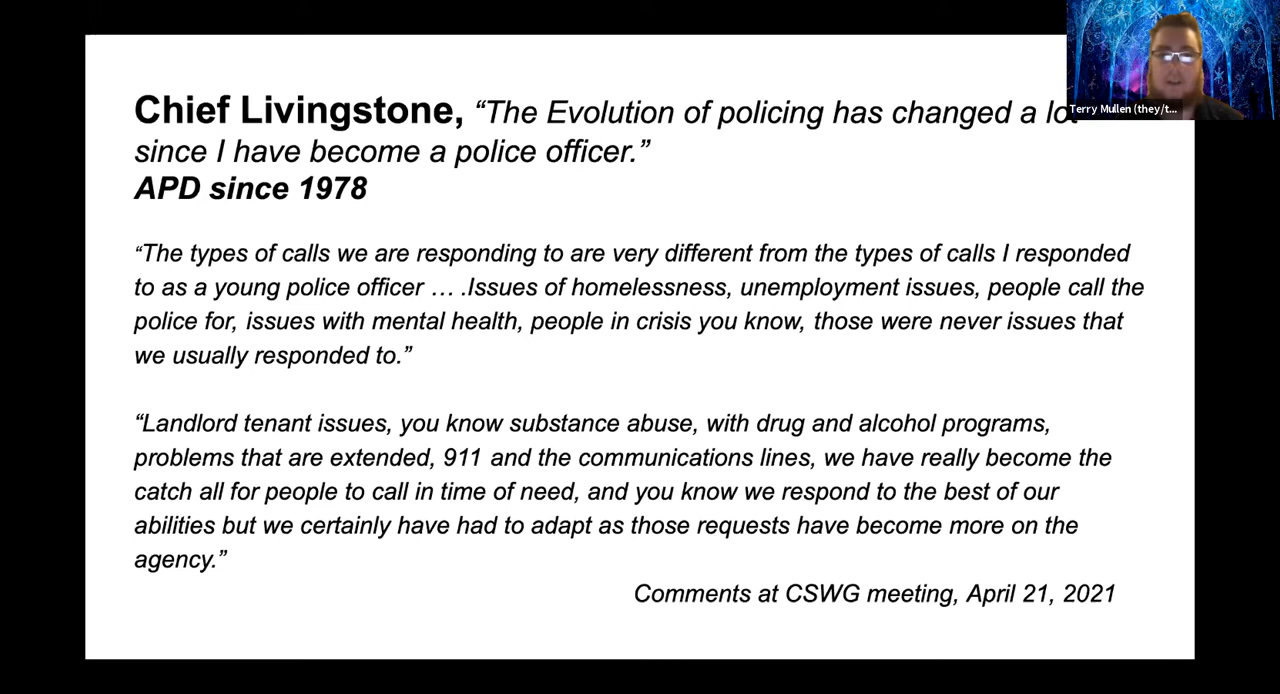 Chief Livingstone, “The Evolution of policing has changed a lot
since I have become a police officer.”
APD since 1978
“The types of calls we are responding to are very different from the types of calls I responded
to as a young police officer … .Issues of homelessness, unemployment issues, people call the
police for, issues with mental health, people in crisis you know, those were never issues that
we usually responded to.”
“Landlord tenant issues, you know substance abuse, with drug and alcohol programs,
problems that are extended, 911 and the communications lines, we have really become the
catch all for people to call in time of need, and you know we respond to the best of our
abilities but we certainly have had to adapt as those requests have become more on the
agency.”
Comments at CSWG meeting, April 21, 2021
Terry Mullen (they/t...